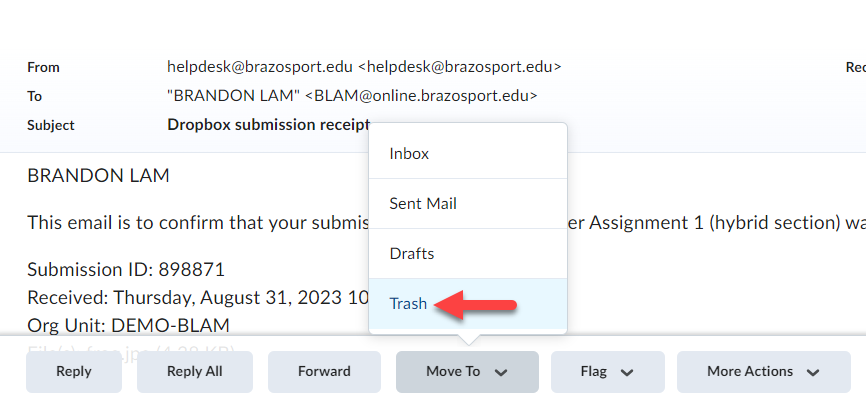 From helpdesk@brazosport.edu <helpdesk@brazosport.edu> Rec
To "BRANDON LAM" <BLAM@online.brazosport.edu>
Subject Dropbox submission receipt
Inbox
Sent Mail
Drafts
Trash
BRANDON LAM
This email is to confirm that your submis er Assignment 1 (hybrid section) wa
Submission ID: 898871
Received: Thursday, August 31, 2023 10
Org Unit: DEMO-BLAM
Reply Reply All Forward Move To Flag More Actions